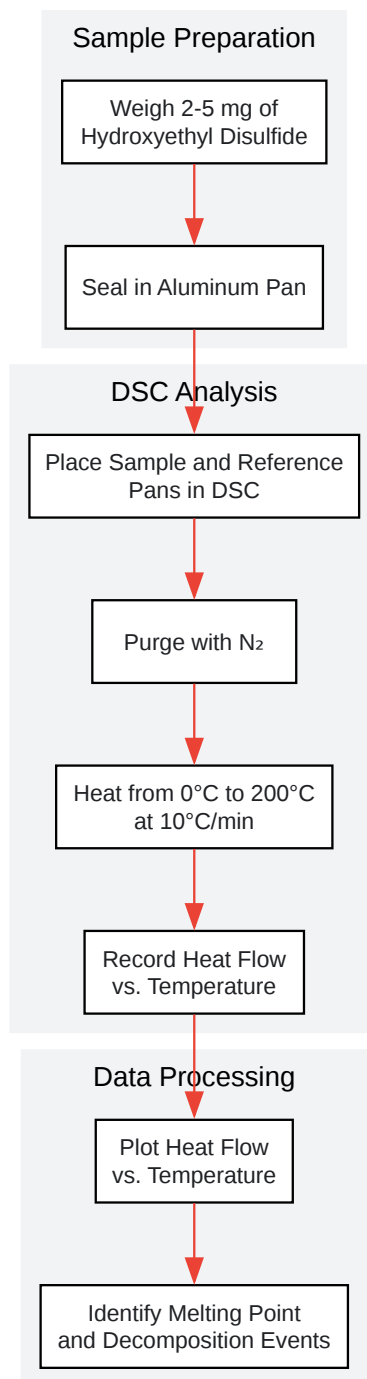 Sample Preparation
Weigh 2-5 mg of
Hydroxyethyl Disulfide
Seal in Aluminum Pan
DSC Analysis
Place Sample and Reference
Pans in DSC
Purge with N₂
Heat from 0°C to 200°C
at 10°C/min
Record Heat Flow
vs. Temperature
Data Processing
Plot Heat Flow
vs. Temperature
Identify Melting Point
and Decomposition Events